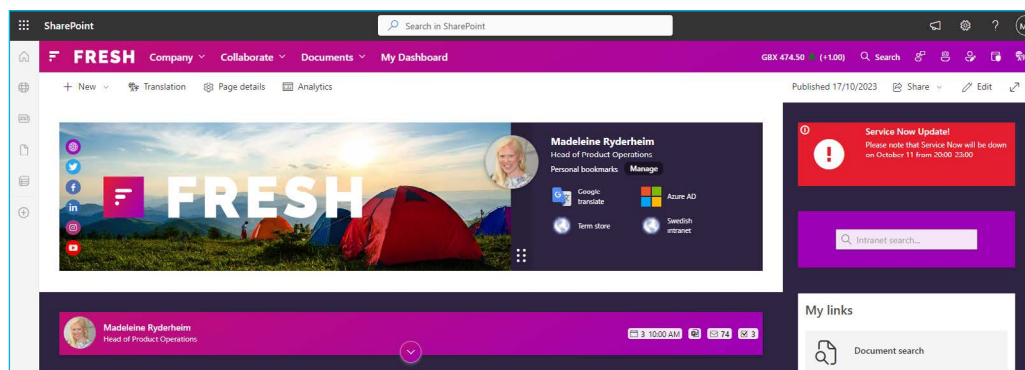 SharePoint
Search in SharePoint
?
FRESH Company Collaborate Documents My Dashboard
GBX 474.50 (+1.00) Search
New Translation Page details Analytics
Published 17/10/2023 Share Edit
FRESH
Madeleine Ryderheim
Head of Product Operations
Personal bookmarks Manage
Google translate
Azure AD
Term store
Swedish intranet
Service Now Update!
Please note that Service Now will be down
on October 11 from 20:00-23:00
Intranet search...
Madeleine Ryderheim
Head of Product Operations
3 10:00 AM 74 3
My links
Document search